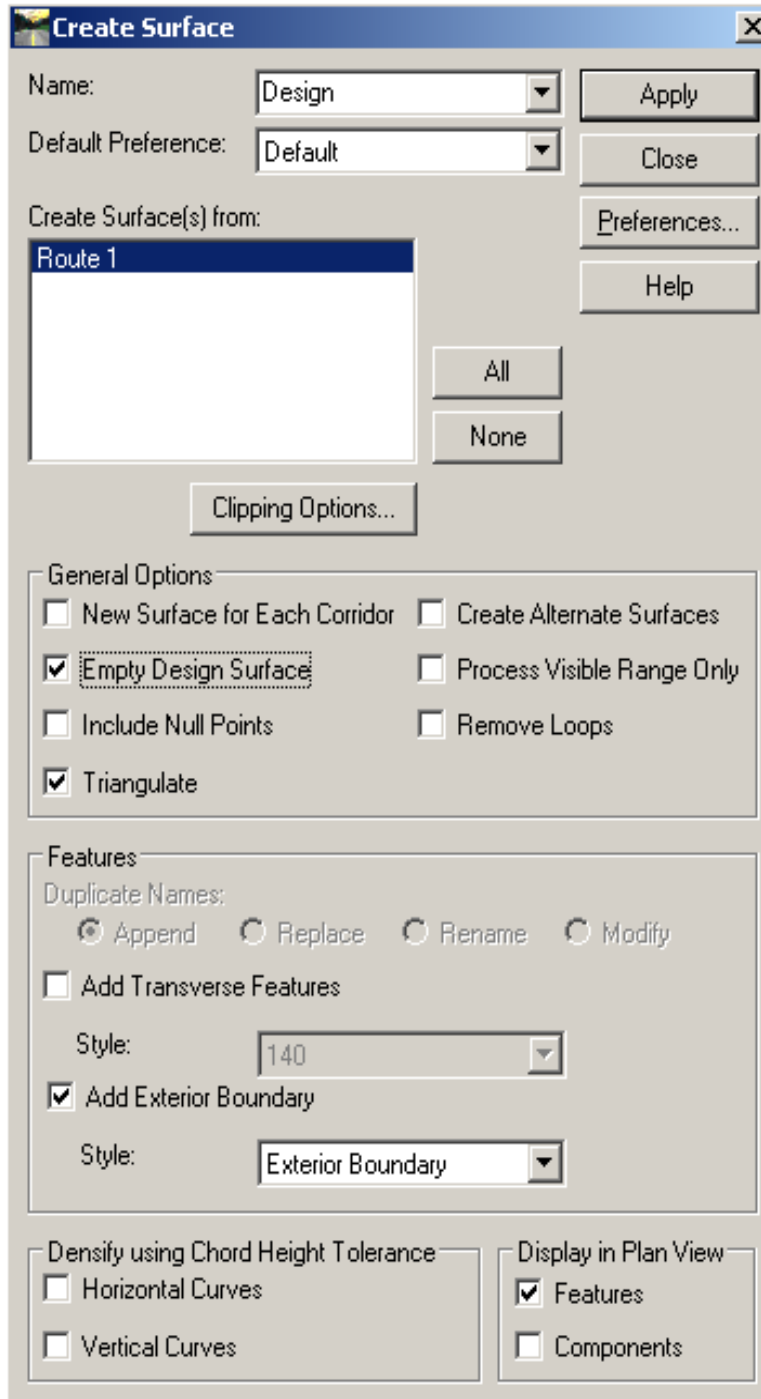 Create Surface
Name:
Design
Apply
Default Preference:
Default
Close
Create Surface(s) from:
Preferences...
Route 1
Help
All
None
Clipping Options...
General Options
New Surface for Each Corridor
Create Alternate Surfaces
Empty Design Surface
Process Visible Range Only
Include Null Points
Remove Loops
Triangulate
Features
Duplicate Names:
Append
Replace
Rename
Modify
Add Transverse Features
Style:
140
Add Exterior Boundary
Style:
Exterior Boundary
Densify using Chord Height Tolerance
Horizontal Curves
Vertical Curves
Display in Plan View
Features
Components